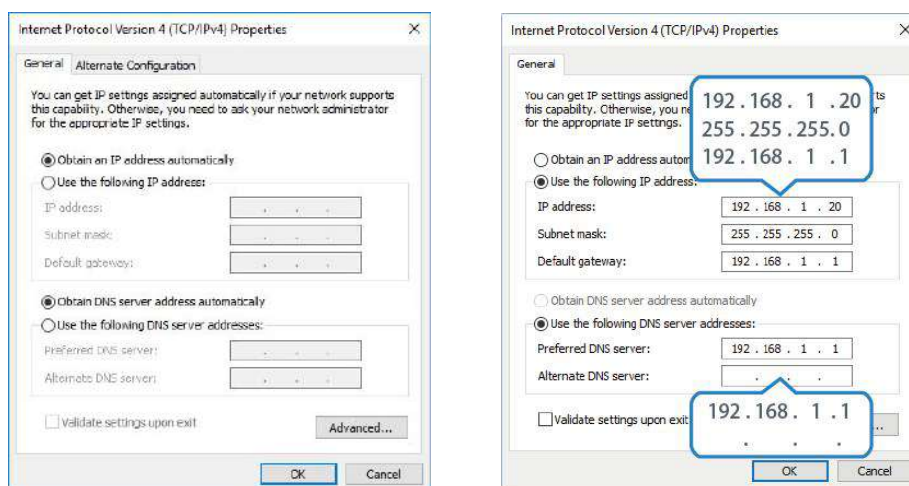 Internet Protocol Version 4 (TCP/IPv4) Properties
General
Alternate Configuration
You can get IP settings assigned automatically if your network supports
this capability. Otherwise, you need to ask your network administrator
for the appropriate IP settings.
Obtain an IP address automatically
Use the following IP address:
IP address:
Subnet mask:
Default gateway:
Obtain DNS server address automatically
Use the following DNS server addresses:
Preferred DNS server:
Alternate DNS server:
Validate settings upon exit
Advanced...
OK
Cancel
Internet Protocol Version 4 (TCP/IPv4) Properties
General
You can get IP settings assigned
this capability. Otherwise, you
for the appropriate IP settings.
192.168. 1 .20
255.255.255.0
192.168. 1 .1
Obtain an IP address
Use the following IP address:
IP address: 192 . 168 . 1 . 20
Subnet mask: 255 . 255 . 255 . 0
Default gateway: 192 . 168 . 1 . 1
Obtain DNS server address automatically
Use the following DNS server addresses:
Preferred DNS server: 192 . 168 . 1 . 1
Alternate DNS server: . . .
Validate settings upon exit
192.168. 1 .1
. . .
...
OK
Cancel